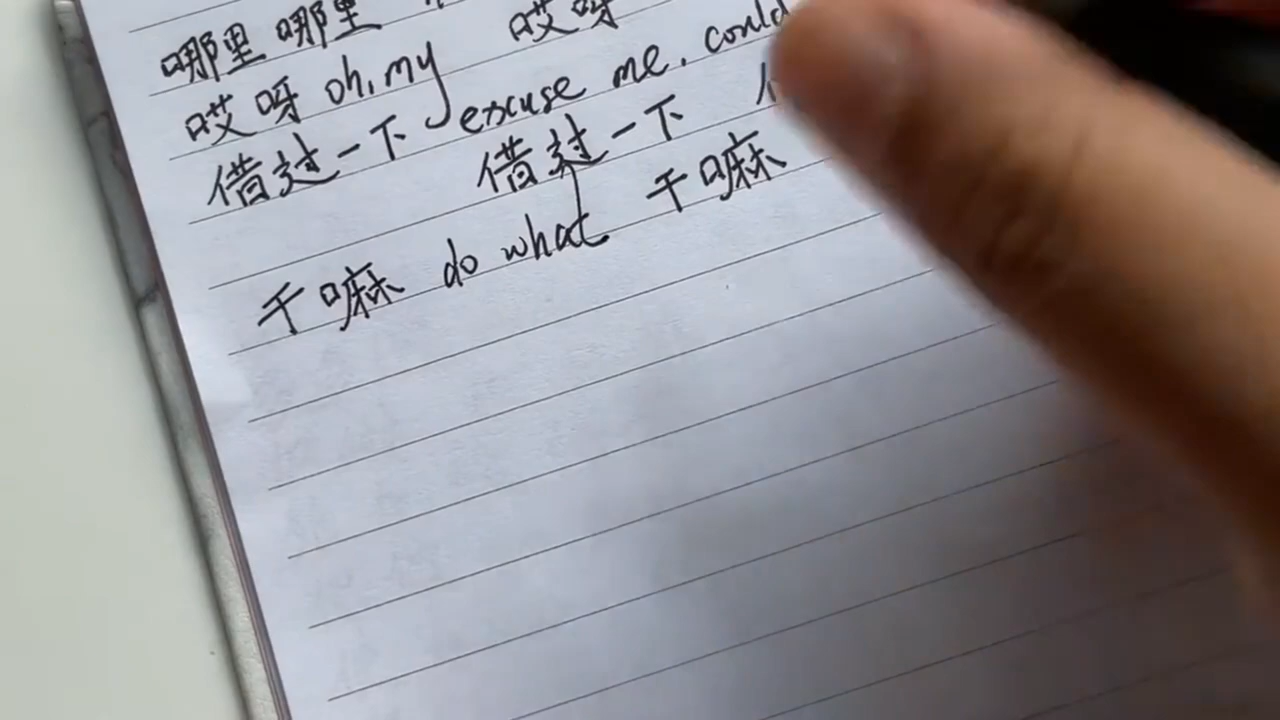 哪里哪里
哎呀 oh, my 哎呀
借过一下 excuse me. could
借过一下
干嘛 do what 干嘛